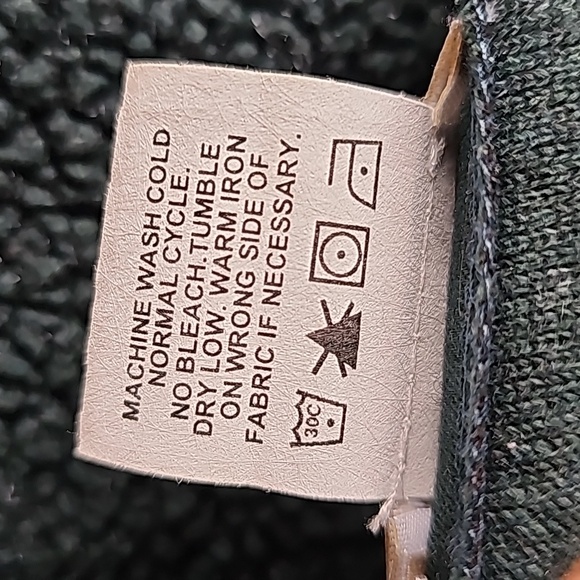 MACHINE WASH COLD
NORMAL CYCLE.
NO BLEACH.TUMBLE
DRY LOW, WARM IRON
ON WRONG SIDE OF
FABRIC IF NECESSARY.
30C